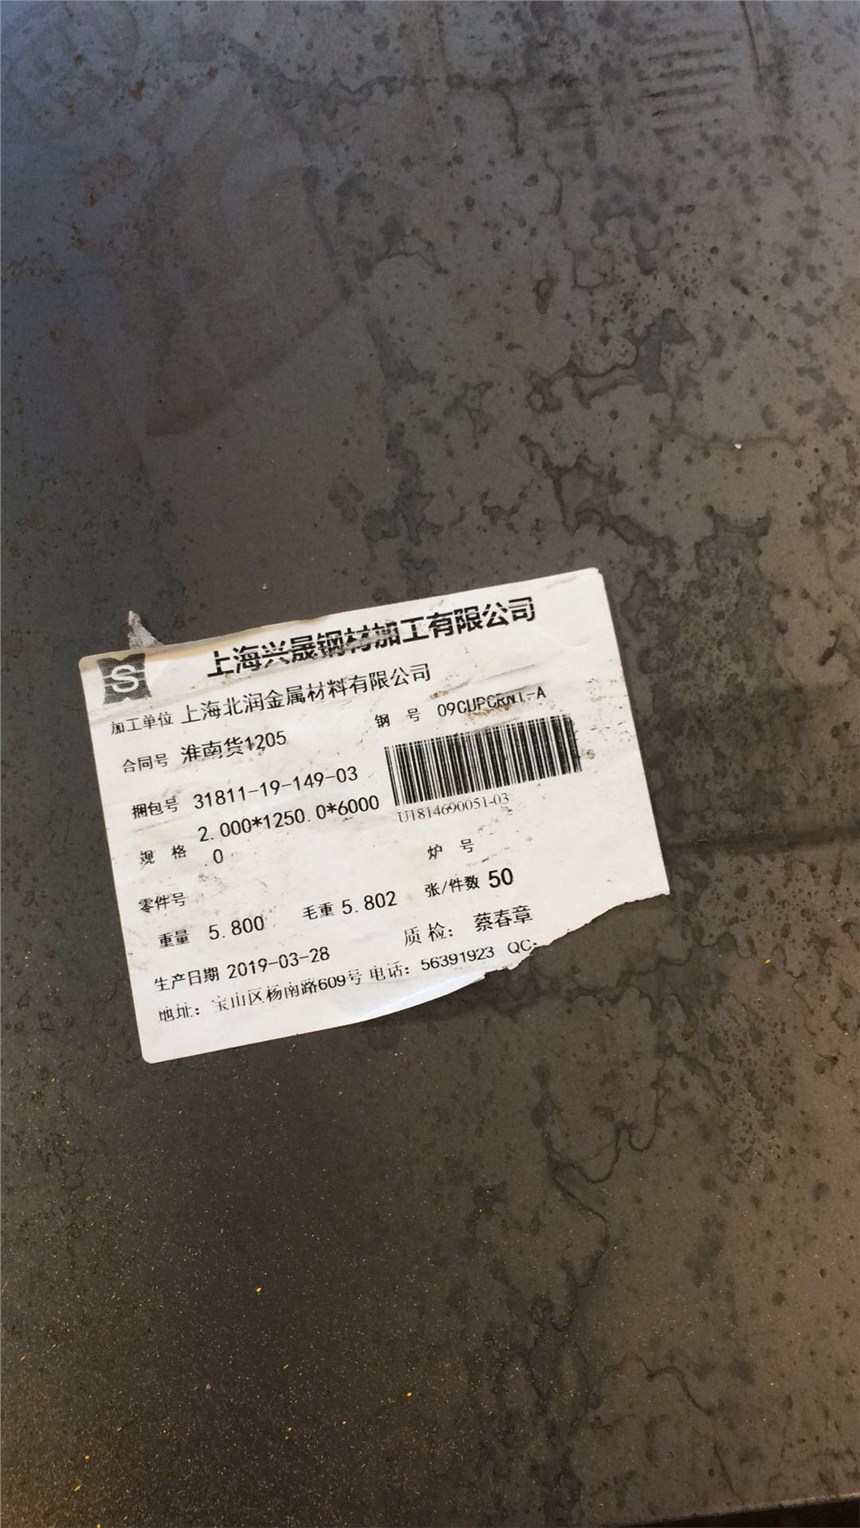 S
上海兴晟钢材加工有限公司
加工单位 上海北润金属材料有限公司
合同号 淮南货1205 钢 号 09CUPCRNI-A
捆包号 31811-19-149-03
U1814690051-03
规 格 2.000*1250.0*6000
.0
炉 号
零件号
重量 5.800 毛重 5.802 张/件数 50
生产日期 2019-03-28 质检: 蔡春章
地址: 宝山区杨南路609号 电话: 56391923 QC-